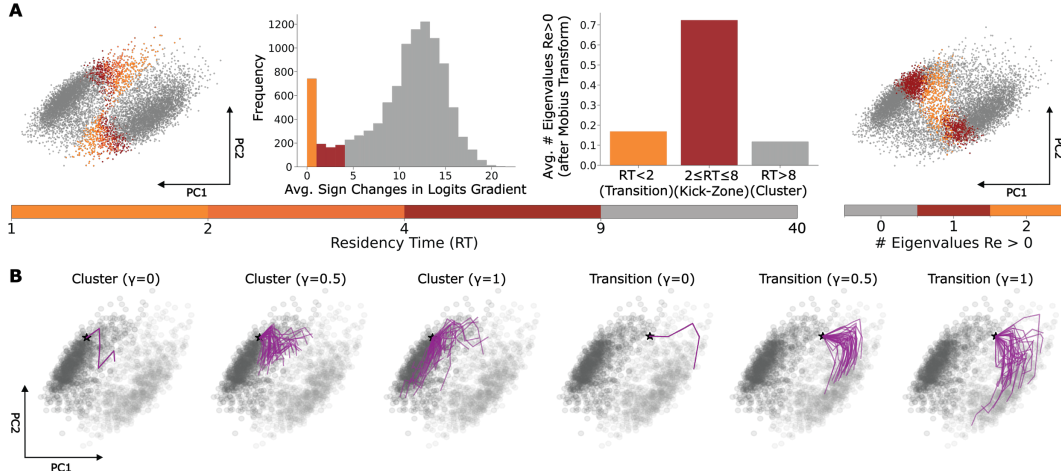 A
PC2
PC1
Frequency
1200
1000
800
600
400
200
0
0
5
10
15
20
Avg. Sign Changes in Logits Gradient
Avg. # Eigenvalues Re>0
(after Mobius Transform)
0.7
0.6
0.5
0.4
0.3
0.2
0.1
0.0
RT<2
(Transition)
2≤RT≤8
(Kick-Zone)
RT>8
(Cluster)
PC2
PC1
1
2
4
9
40
Residency Time (RT)
0
1
2
# Eigenvalues Re > 0
B
Cluster (γ=0)
Cluster (γ=0.5)
Cluster (γ=1)
Transition (γ=0)
Transition (γ=0.5)
Transition (γ=1)
PC2
PC1